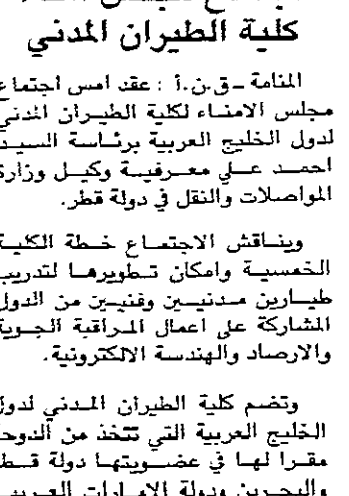 كلية الطيران المدني
المنامة - ق.ن.أ : عقد امس اجتماع
مجلس الامناء لكلية الطيران المدني
لدول الخليج العربية برئاسة السيد
احمد علي معرفية وكيل وزارة
المواصلات والنقل في دولة قطر.
ويناقش الاجتماع خطة الكلية
الخمسية وامكان تطويرها لتدريب
طيارين مدنيين وفنيين من الدول
المشاركة على اعمال المراقبة الجوية
والارصاد والهندسة الالكترونية.
وتضم كلية الطيران المدني لدول
الخليج العربية التي تتخذ من الدوحة
مقرا لها في عضويتها دولة قطر
والبحرين ودولة الامارات العربية